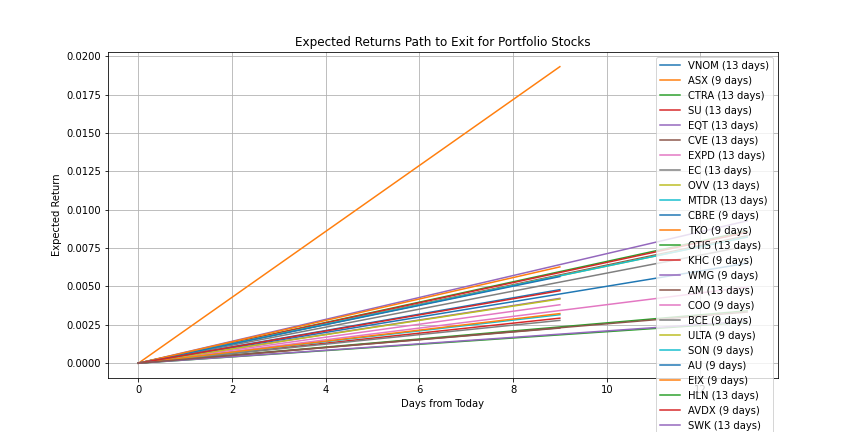 Expected Returns Path to Exit for Portfolio Stocks
0.0200
0.0175
0.0150
0.0125
0.0100
0.0075
0.0050
0.0025
0.0000
Expected Return
0
2
4
6
8
10
Days from Today
VNOM (13 days)
ASX (9 days)
CTRA (13 days)
SU (13 days)
EQT (13 days)
CVE (13 days)
EXPD (13 days)
EC (13 days)
OVV (13 days)
MTDR (13 days)
CBRE (9 days)
TKO (9 days)
OTIS (13 days)
KHC (9 days)
WMG (9 days)
AM (13 days)
COO (9 days)
BCE (9 days)
ULTA (9 days)
SON (9 days)
AU (9 days)
EIX (9 days)
HLN (13 days)
AVDX (9 days)
SWK (13 days)